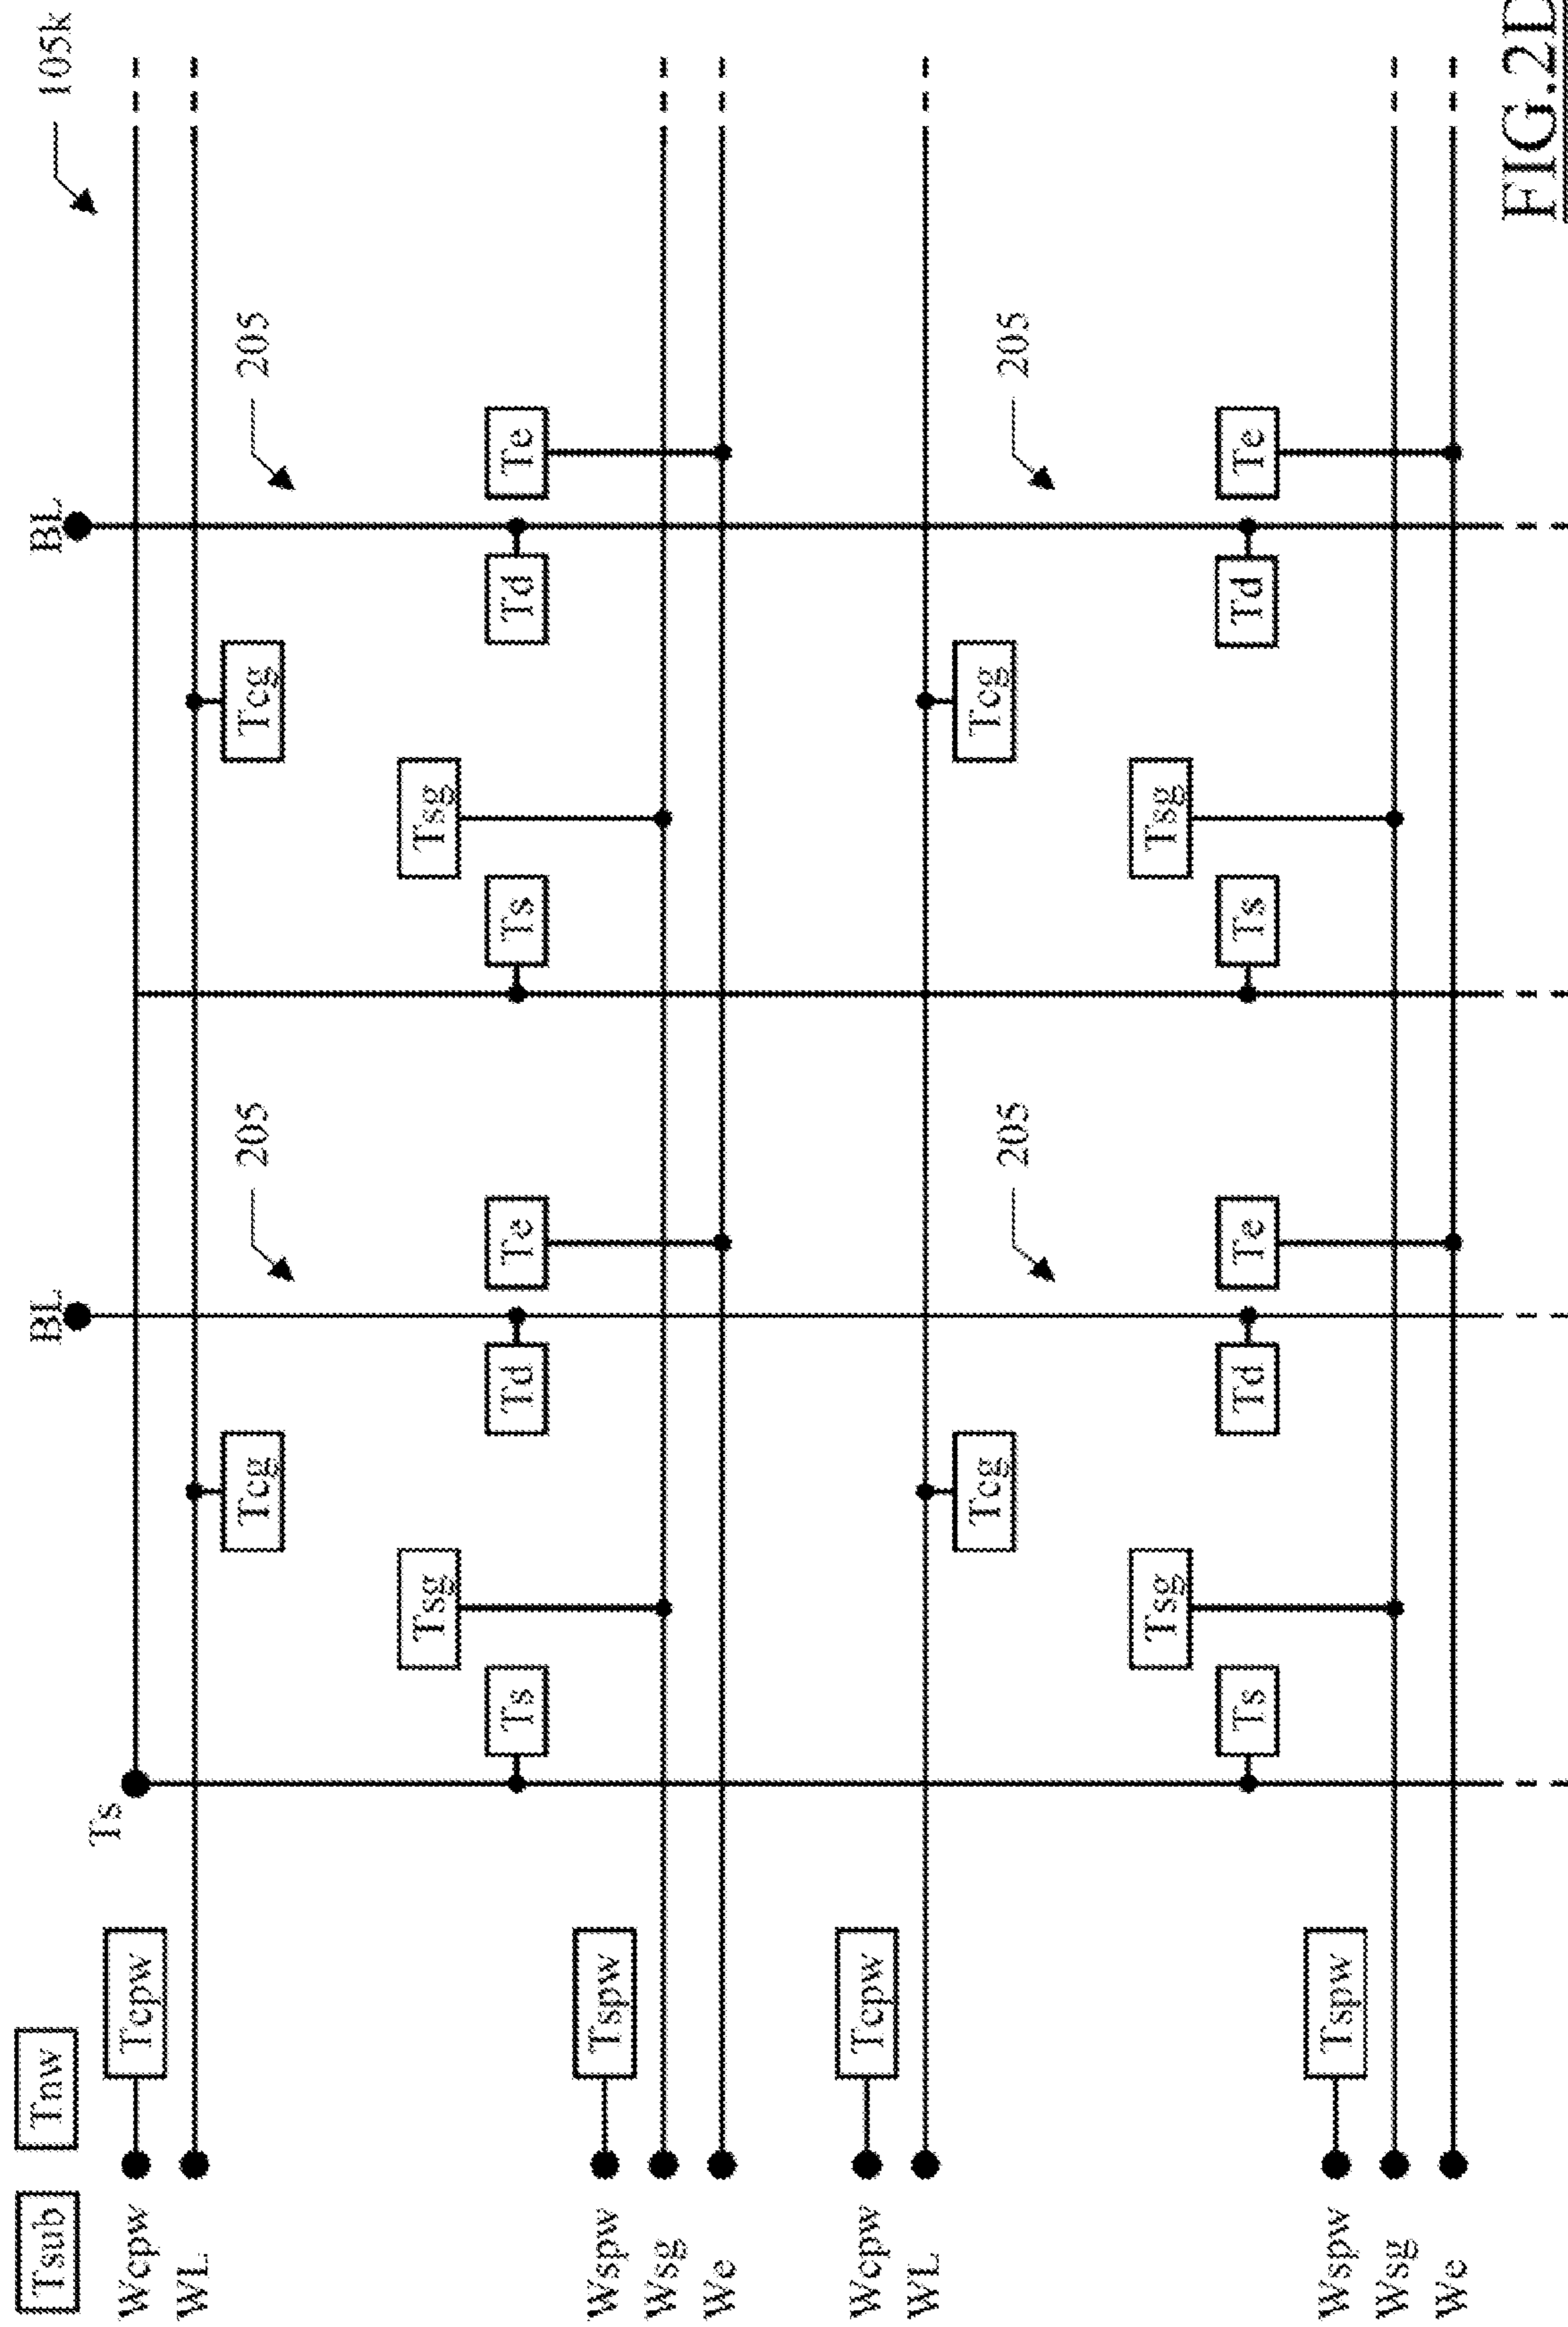 105k
Tsub Tnw
BL BL
Ts
Wcpw Tcpw
WL
Tcg 205 Tcg 205
Tsg Tsg
Ts Td Te Ts Td Te
Wspw Tspw
Wsg
We
Wcpw Tcpw
WL
Tcg 205 Tcg 205
Tsg Tsg
Ts Td Te Ts Td Te
Wspw Tspw
Wsg
We
FIG.2D